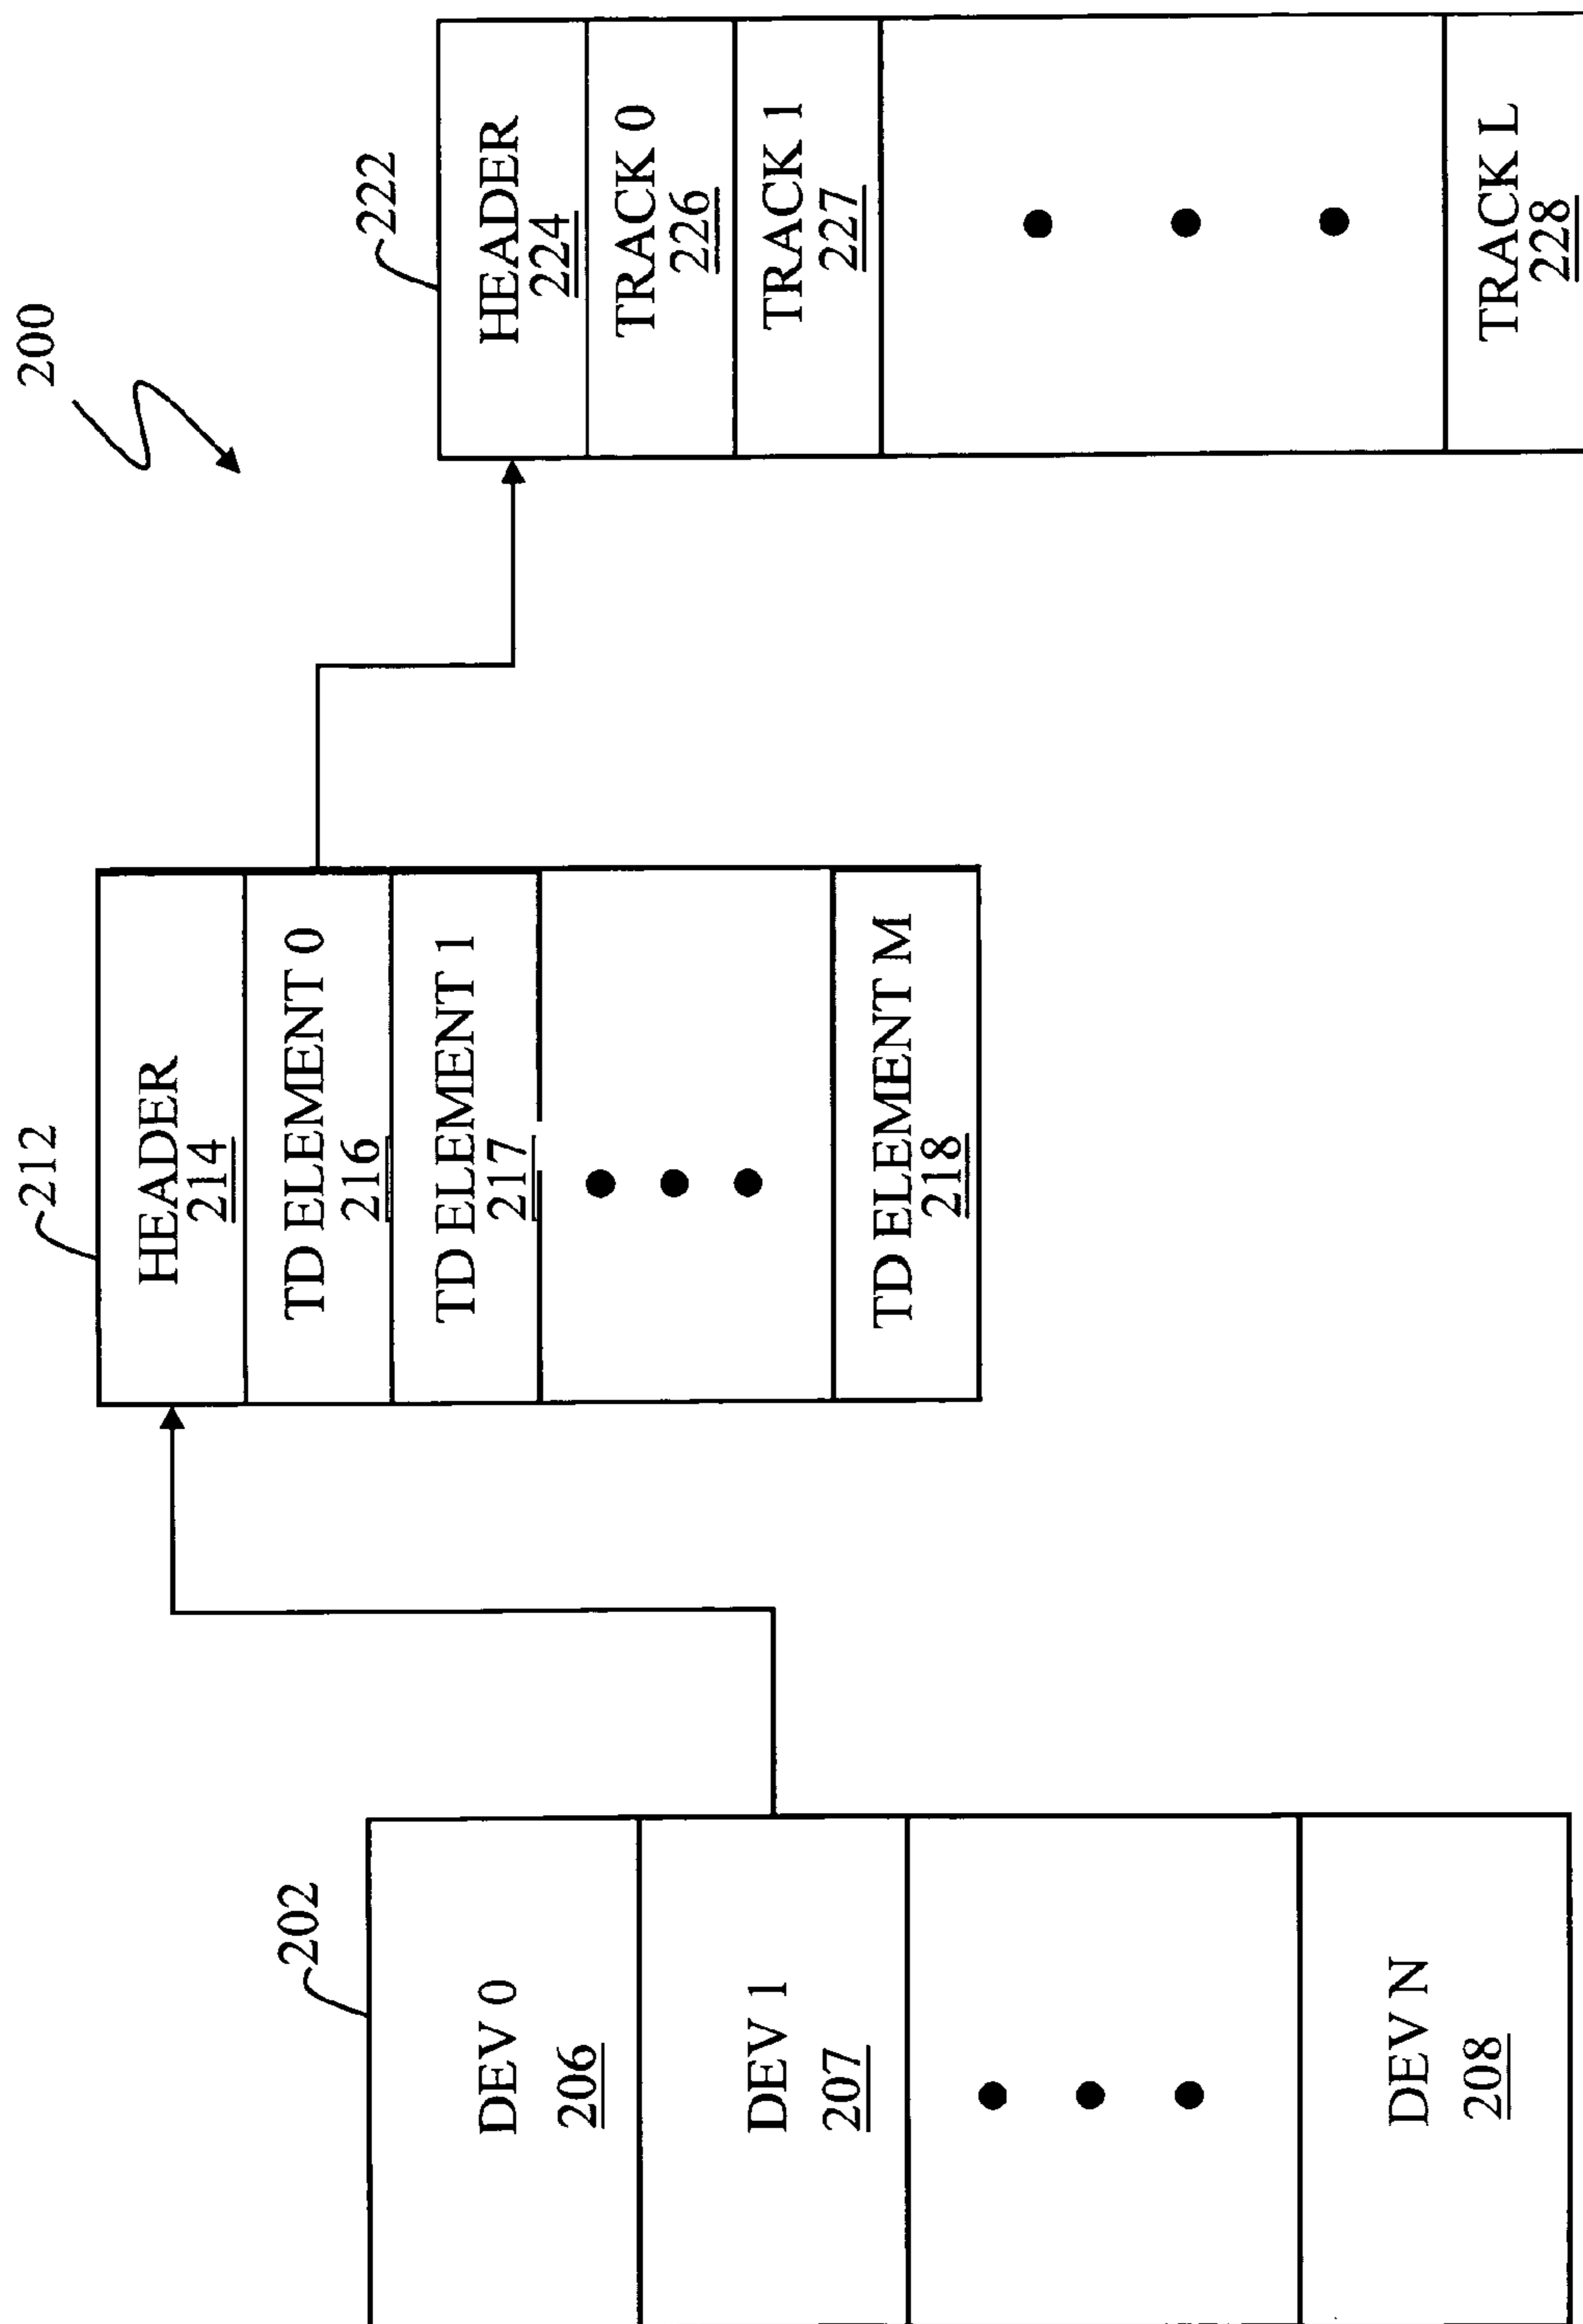 200
202
DEV 0
206
DEV 1
207
DEV N
208
212
HEADER
214
TD ELEMENT 0
216
TD ELEMENT 1
217
TD ELEMENT M
218
222
HEADER
224
TRACK 0
226
TRACK 1
227
TRACK L
228